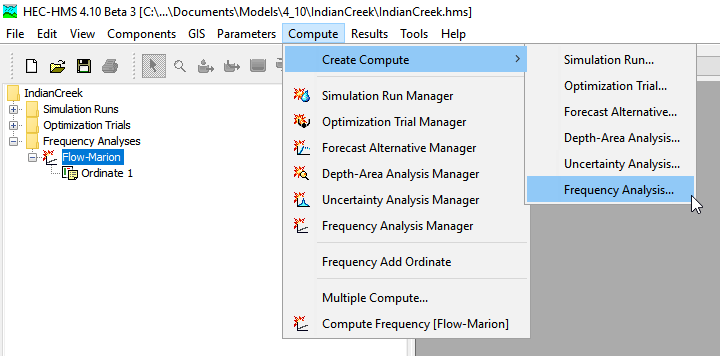 HEC-HMS 4.10 Beta 3 [C:\...\Documents\Models\4_10\IndianCreek\IndianCreek.hms]
File Edit View Components GIS Parameters Compute Results Tools Help
IndianCreek
Simulation Runs
Optimization Trials
Frequency Analyses
Flow-Marion
Ordinate 1
Create Compute
Simulation Run Manager
Optimization Trial Manager
Forecast Alternative Manager
Depth-Area Analysis Manager
Uncertainty Analysis Manager
Frequency Analysis Manager
Frequency Add Ordinate
Multiple Compute...
Compute Frequency [Flow-Marion]
Simulation Run...
Optimization Trial...
Forecast Alternative...
Depth-Area Analysis...
Uncertainty Analysis...
Frequency Analysis...